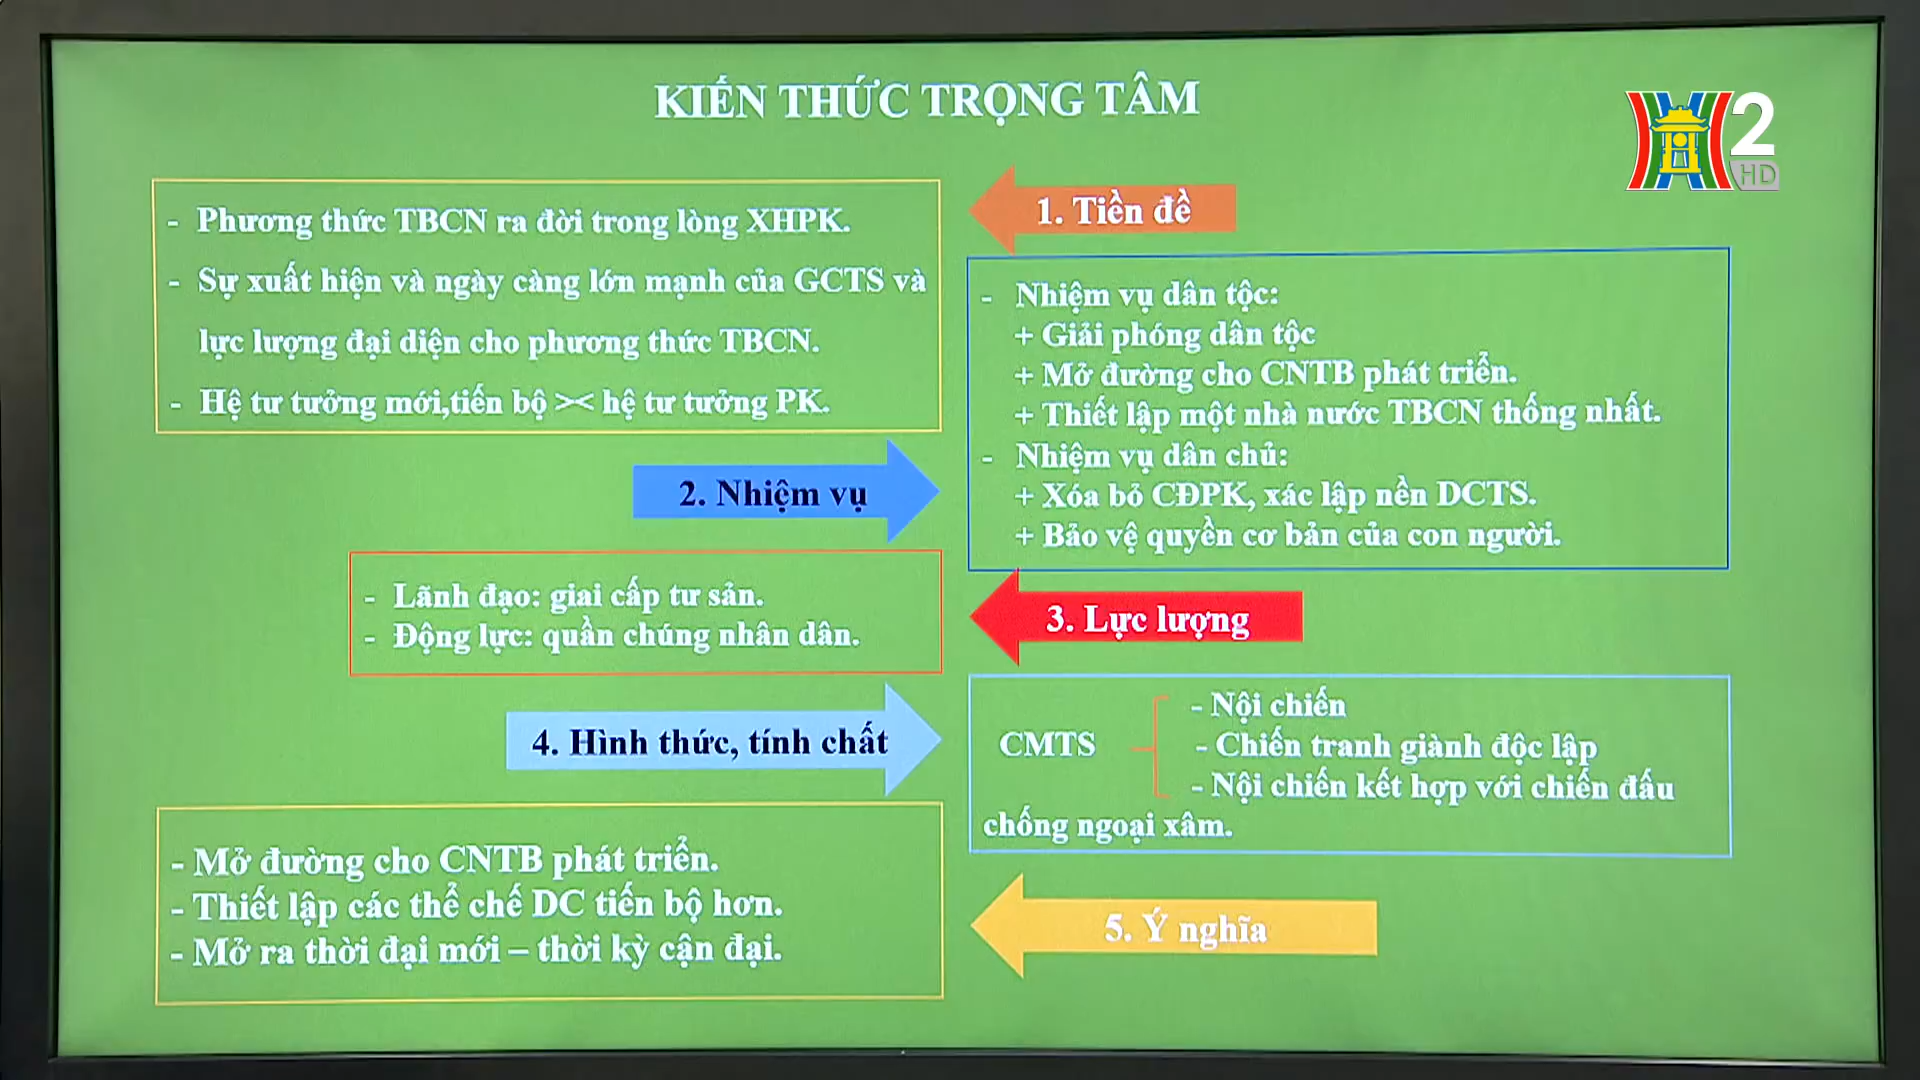 KIẾN THỨC TRỌNG TÂM
2
HD
1. Tiền đề
- Phương thức TBCN ra đời trong lòng XHPK.
- Sự xuất hiện và ngày càng lớn mạnh của GCTS và
lực lượng đại diện cho phương thức TBCN.
- Hệ tư tưởng mới,tiến bộ >< hệ tư tưởng PK.
2. Nhiệm vụ
- Nhiệm vụ dân tộc:
+ Giải phóng dân tộc
+ Mở đường cho CNTB phát triển.
+ Thiết lập một nhà nước TBCN thống nhất.
- Nhiệm vụ dân chủ:
+ Xóa bỏ CĐPK, xác lập nền DCTS.
+ Bảo vệ quyền cơ bản của con người.
3. Lực lượng
- Lãnh đạo: giai cấp tư sản.
- Động lực: quần chúng nhân dân.
4. Hình thức, tính chất
CMTS
- Nội chiến
- Chiến tranh giành độc lập
- Nội chiến kết hợp với chiến đấu
chống ngoại xâm.
5. Ý nghĩa
- Mở đường cho CNTB phát triển.
- Thiết lập các thể chế DC tiến bộ hơn.
- Mở ra thời đại mới – thời kỳ cận đại.